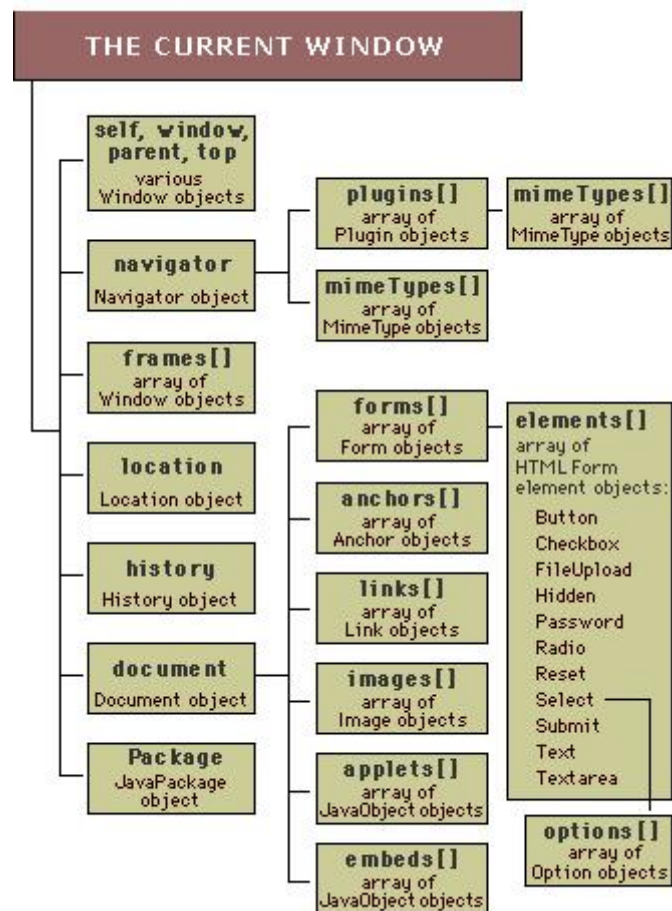 THE CURRENT WINDOW
self, window,
parent, top
various
Window objects
navigator
Navigator object
plugins[]
array of
Plugin objects
mimeTypes[]
array of
MimeType objects
mimeTypes[]
array of
MimeType objects
frames[]
array of
Window objects
location
Location object
history
History object
document
Document object
Package
JavaPackage
object
forms[]
array of
Form objects
anchors[]
array of
Anchor objects
links[]
array of
Link objects
images[]
array of
Image objects
applets[]
array of
JavaObject objects
embeds[]
array of
JavaObject objects
elements[]
array of
HTML Form
element objects:
Button
Checkbox
FileUpload
Hidden
Password
Radio
Reset
Select
Submit
Text
Textarea
options[]
array of
Option objects